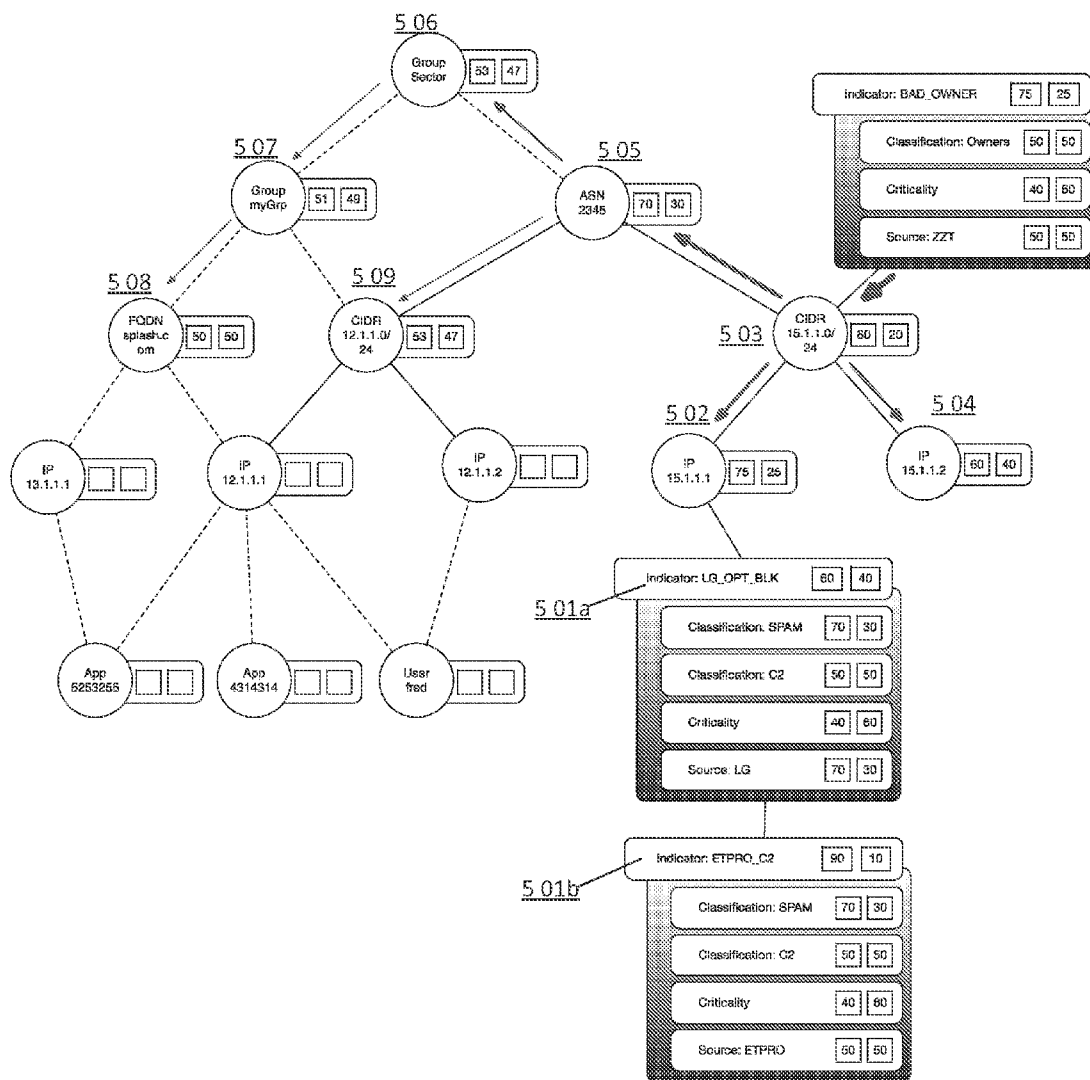 5 06
Group
Sector
53 47
Indicator: BAD_OWNER 75 25
Classification: Owners 50 50
Criticality 40 60
Source: ZZT 50 50
5 07
Group
myGrp
51 49
5 05
ASN
2345
70 30
5 08
FQDN
splash.c
om
50 50
5 09
CIDR
12.1.1.0/
24
53 47
5 03
CIDR
15.1.1.0/
24
80 20
5 02
IP
15.1.1.1
75 25
5 04
IP
15.1.1.2
60 40
IP
13.1.1.1
IP
12.1.1.1
IP
12.1.1.2
Indicator: LG_OPT_BLK 60 40
5 01a
Classification: SPAM 70 30
Classification: C2 50 50
Criticality 40 60
Source: LG 70 30
App
5253255
App
4314314
User
fred
Indicator: ETPRO_C2 90 10
5 01b
Classification: SPAM 70 30
Classification: C2 50 50
Criticality 40 60
Source: ETPRO 50 50